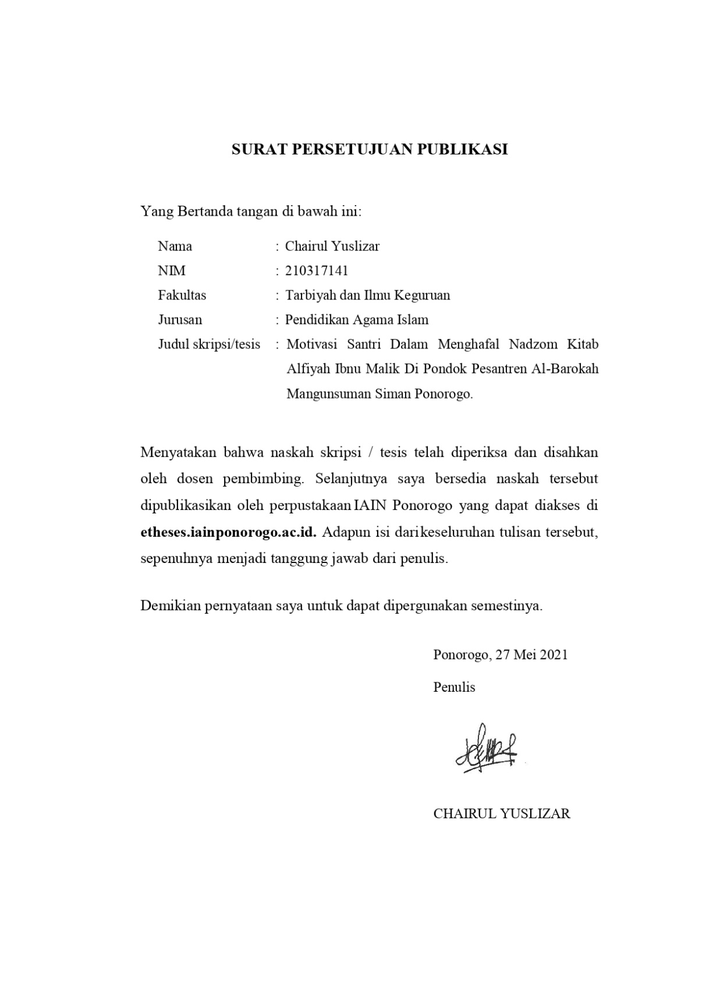 SURAT PERSETUJUAN PUBLIKASI
Yang Bertanda tangan di bawah ini:
Nama : Chairul Yuslizar
NIM : 210317141
Fakultas : Tarbiyah dan Ilmu Keguruan
Jurusan : Pendidikan Agama Islam
Judul skripsi/tesis : Motivasi Santri Dalam Menghafal Nadzom Kitab
Alfiyah Ibnu Malik Di Pondok Pesantren Al-Barokah
Mangunsuman Siman Ponorogo.
Menyatakan bahwa naskah skripsi / tesis telah diperiksa dan disahkan
oleh dosen pembimbing. Selanjutnya saya bersedia naskah tersebut
dipublikasikan oleh perpustakaan IAIN Ponorogo yang dapat diakses di
etheses.iainponorogo.ac.id. Adapun isi dari keseluruhan tulisan tersebut,
sepenuhnya menjadi tanggung jawab dari penulis.
Demikian pernyataan saya untuk dapat dipergunakan semestinya.
Ponorogo, 27 Mei 2021
Penulis
CHAIRUL YUSLIZAR